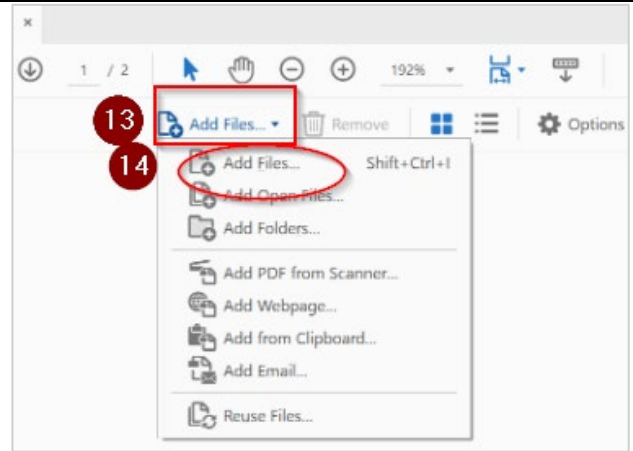 1 / 2 192%
13 Add Files... Remove Options
14 Add Files... Shift+Ctrl+I
Add Open Files...
Add Folders...
Add PDF from Scanner...
Add Webpage...
Add from Clipboard...
Add Email...
Reuse Files...